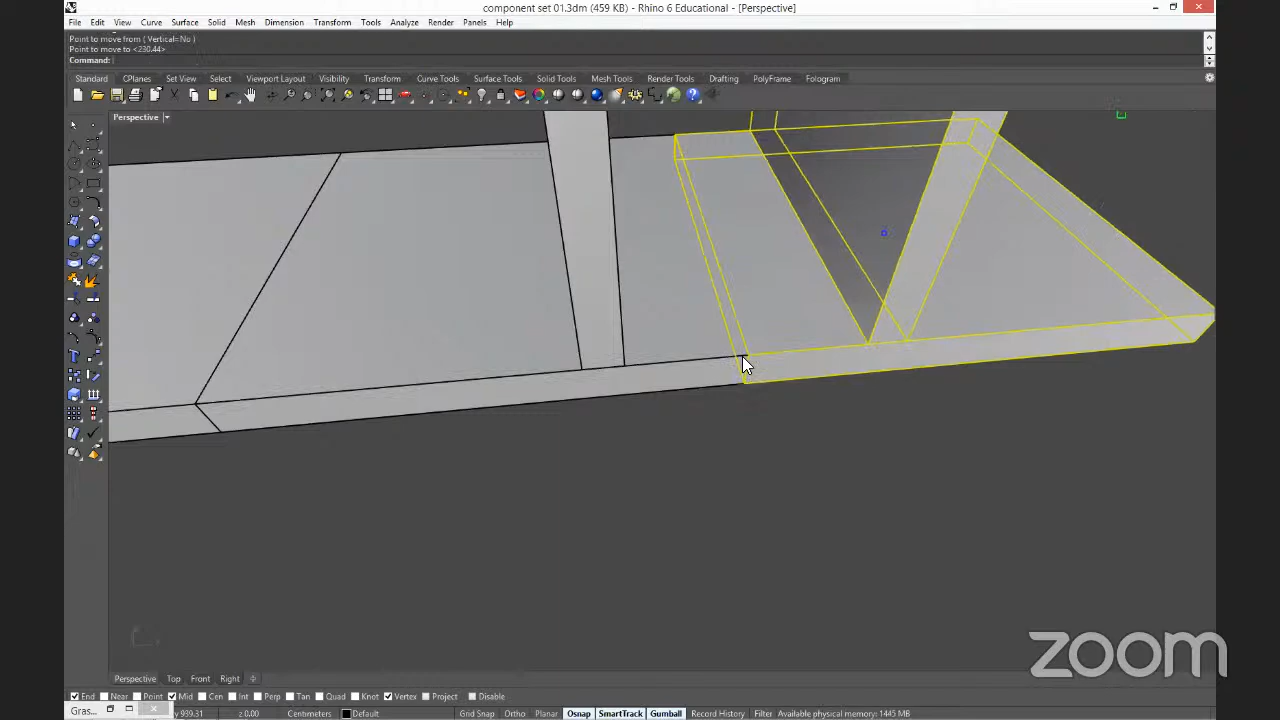 component set 01.3dm (459 KB) - Rhino 6 Educational - [Perspective]
File Edit View Curve Surface Solid Mesh Dimension Transform Tools Analyze Render Panels Help
Point to move from ( Vertical=No )
Point to move to <230.44>
Command:
Standard CPlanes Set View Select Viewport Layout Visibility Transform Curve Tools Surface Tools Solid Tools Mesh Tools Render Tools Drafting PolyFrame Fologram
Perspective
zoom
Perspective Top Front Right
End Near Point Mid Cen Int Perp Tan Quad Knot Vertex Project Disable
Gras... y 939.31 z 0.00 Centimeters Default Grid Snap Ortho Planar Osnap SmartTrack Gumball Record History Filter Available physical memory: 1445 MB